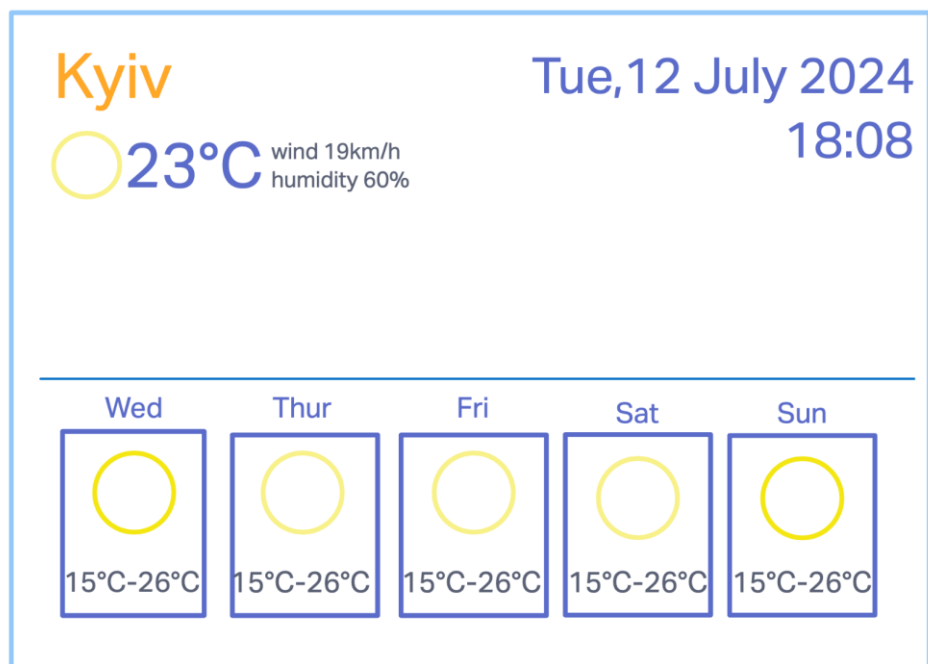 Kyiv
Tue,12 July 2024
18:08
23°C
wind 19km/h
humidity 60%
Wed
Thur
Fri
Sat
Sun
15°C-26°C
15°C-26°C
15°C-26°C
15°C-26°C
15°C-26°C